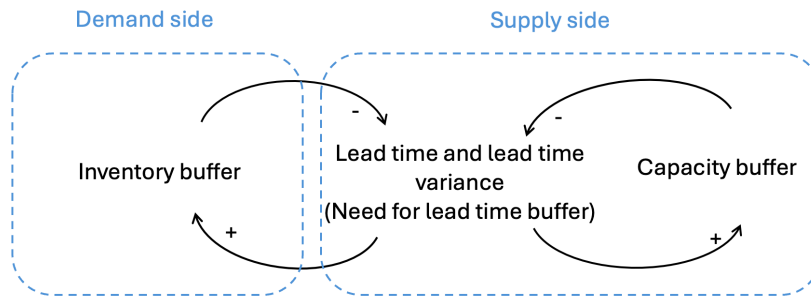 Demand side
Supply side
-
-
Inventory buffer
Lead time and lead time
variance
(Need for lead time buffer)
Capacity buffer
+
+